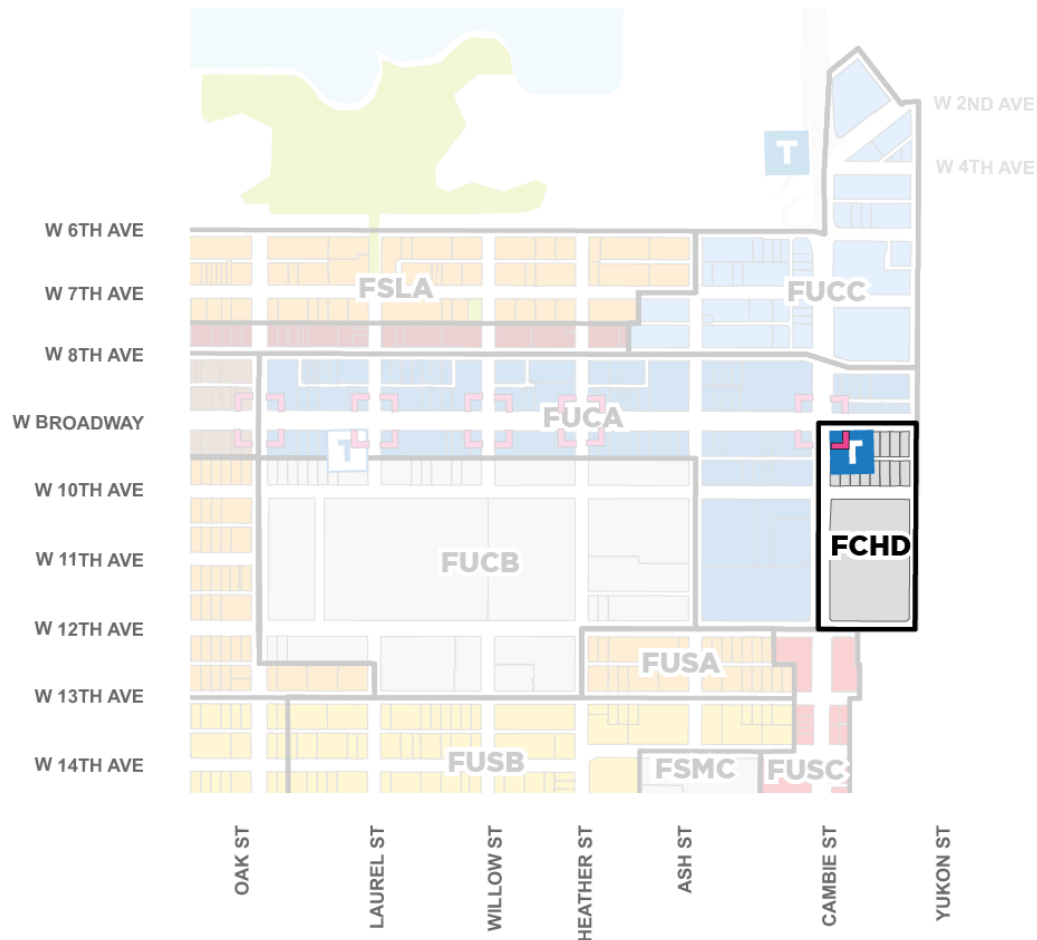 W 2ND AVE
T
W 4TH AVE
W 6TH AVE
FSLA
W 7TH AVE
FUCC
W 8TH AVE
W BROADWAY
FUCA
T
T
W 10TH AVE
W 11TH AVE
FUCB
FCHD
W 12TH AVE
FUSA
W 13TH AVE
W 14TH AVE
FUSB
FSMC
FUSC
OAK ST
LAUREL ST
WILLOW ST
HEATHER ST
ASH ST
CAMBIE ST
YUKON ST